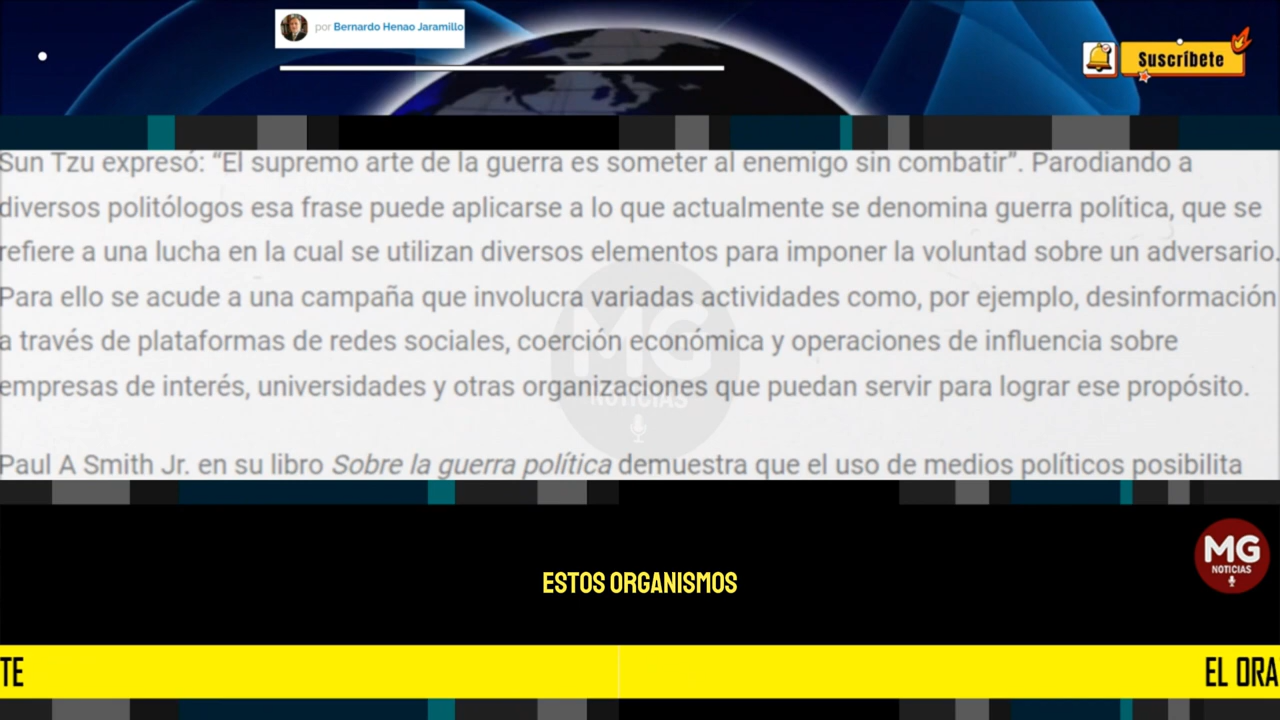 por Bernardo Henao Jaramillo
Suscríbete
Sun Tzu expresó: “El supremo arte de la guerra es someter al enemigo sin combatir”. Parodiando a
diversos politólogos esa frase puede aplicarse a lo que actualmente se denomina guerra política, que se
refiere a una lucha en la cual se utilizan diversos elementos para imponer la voluntad sobre un adversario.
Para ello se acude a una campaña que involucra variadas actividades como, por ejemplo, desinformación
a través de plataformas de redes sociales, coerción económica y operaciones de influencia sobre
empresas de interés, universidades y otras organizaciones que puedan servir para lograr ese propósito.
MG
NOTICIAS
Paul A Smith Jr. en su libro Sobre la guerra política demuestra que el uso de medios políticos posibilita
MG
NOTICIAS
ESTOS ORGANISMOS
TE
EL ORA